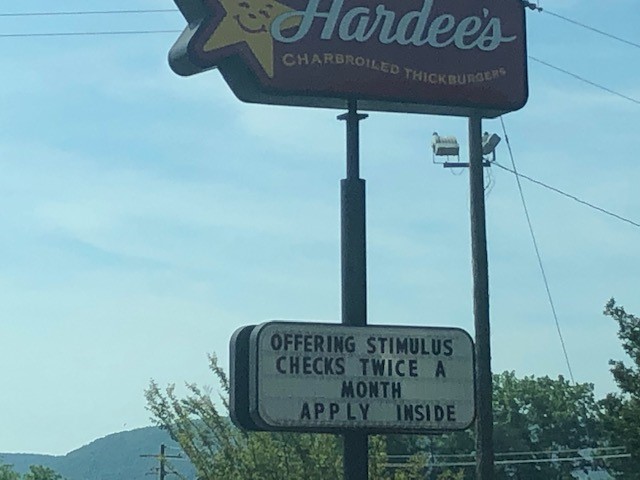 Hardee's
CHARBROILED THICKBURGERS
OFFERING STIMULUS
CHECKS TWICE A
MONTH
APPLY INSIDE